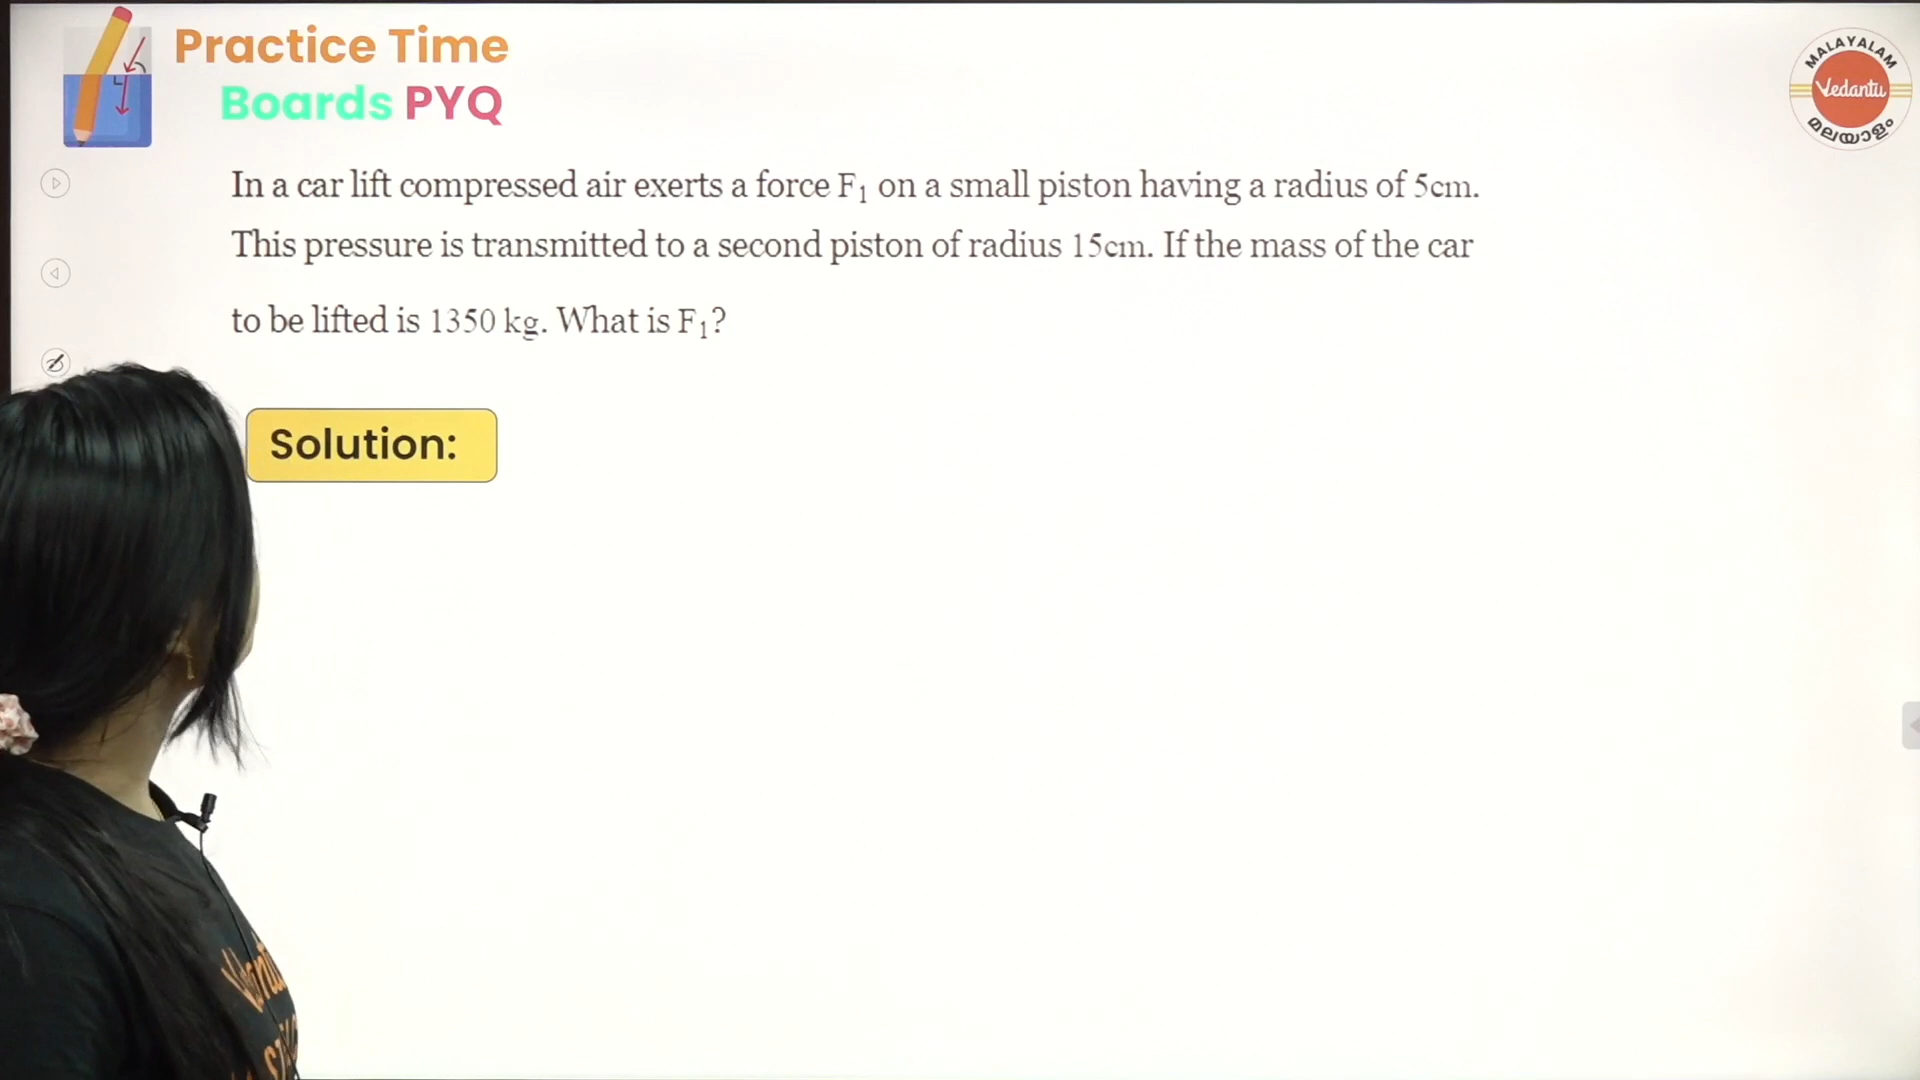 Practice Time
Boards PYQ
MALAYALAM
Vedantu
മലയാളം
In a car lift compressed air exerts a force F₁ on a small piston having a radius of 5cm.
This pressure is transmitted to a second piston of radius 15cm. If the mass of the car
to be lifted is 1350 kg. What is F₁?
Solution: